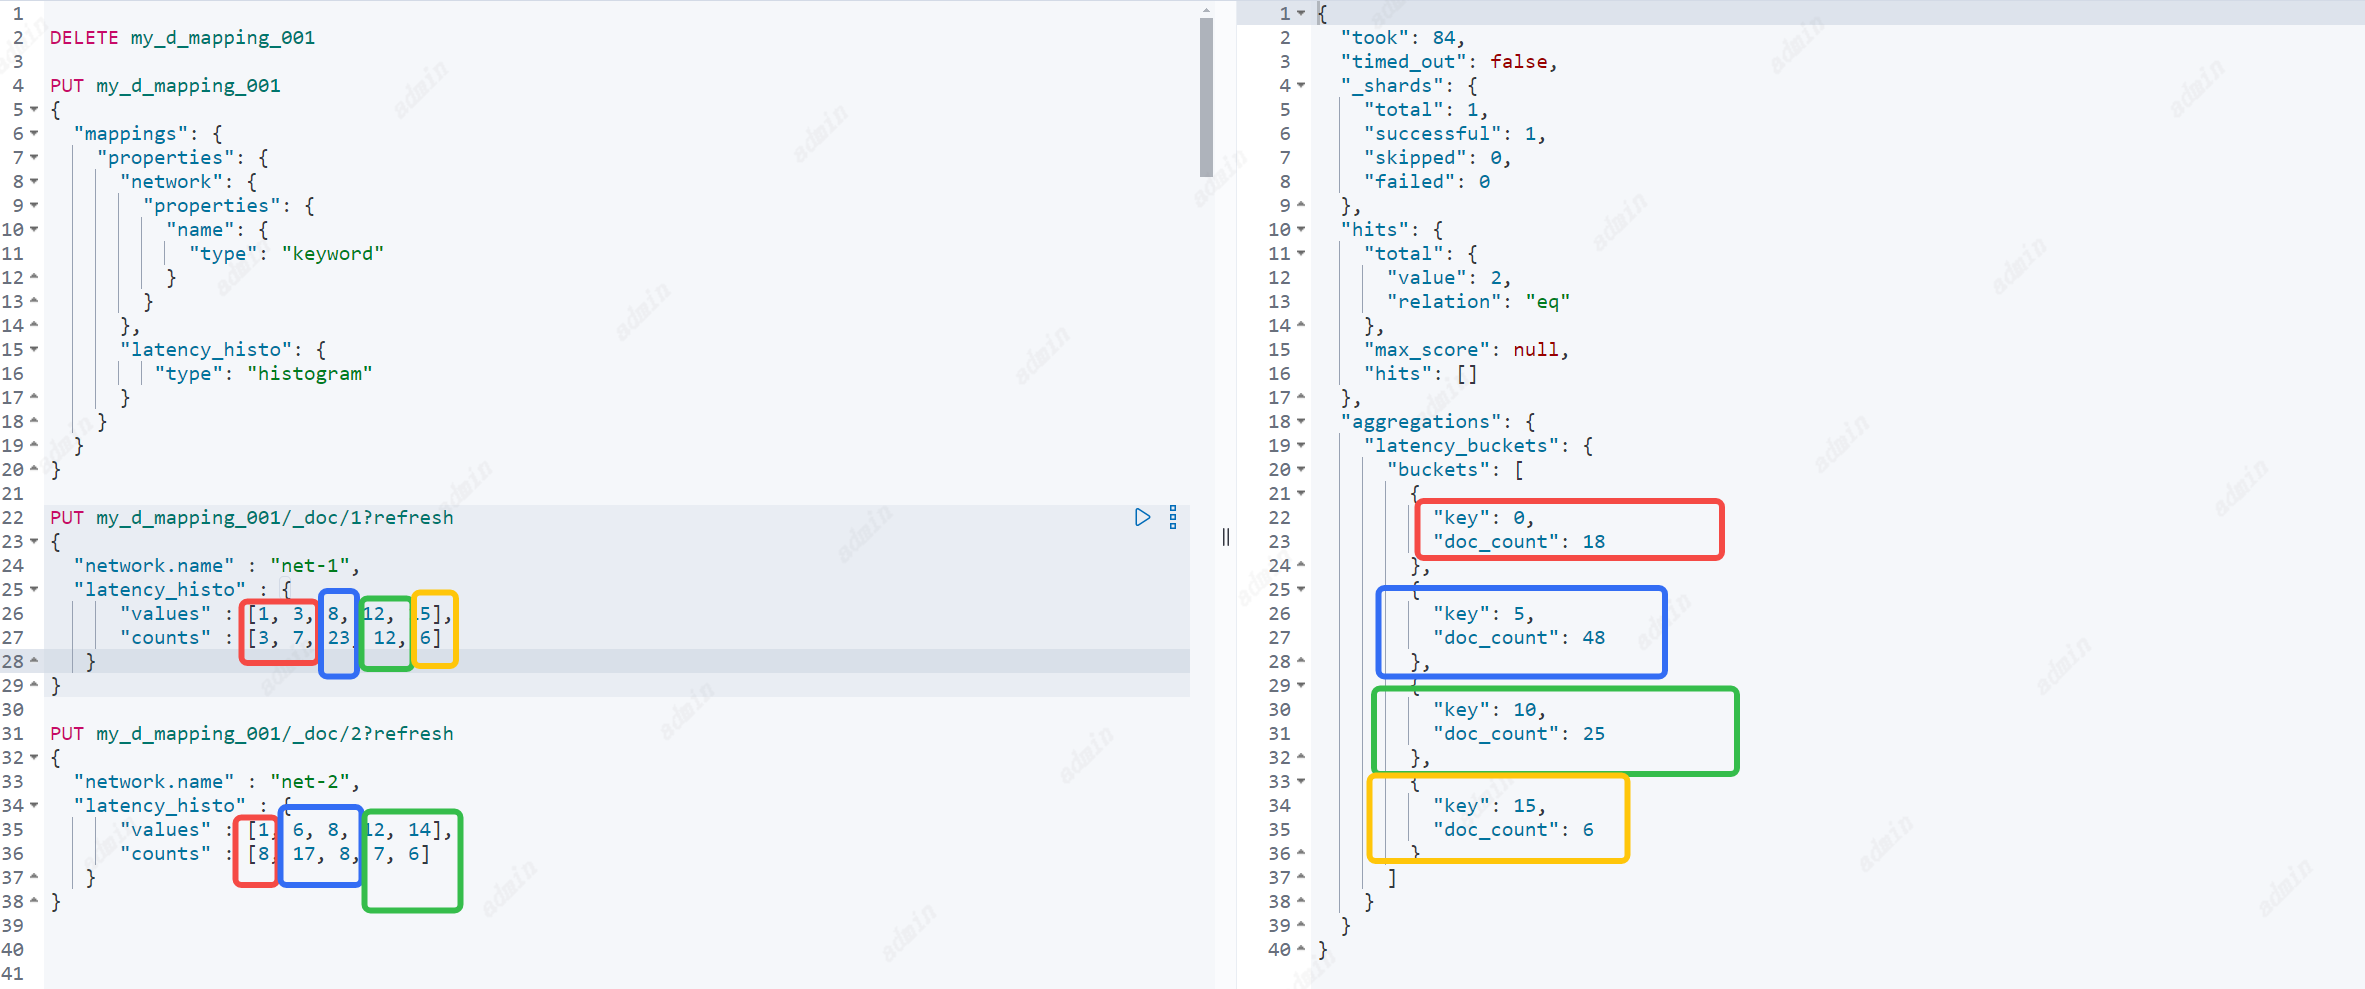 1
2 DELETE my_d_mapping_001
3
4 PUT my_d_mapping_001
5 {
6 "mappings": {
7 "properties": {
8 "network": {
9 "properties": {
10 "name": {
11 "type": "keyword"
12 }
13 }
14 },
15 "latency_histo": {
16 "type": "histogram"
17 }
18 }
19 }
20 }
21
22 PUT my_d_mapping_001/_doc/1?refresh
23 {
24 "network.name" : "net-1",
25 "latency_histo" : {
26 "values" : [1, 3, 8, 12, 15],
27 "counts" : [3, 7, 23, 12, 6]
28 }
29 }
30
31 PUT my_d_mapping_001/_doc/2?refresh
32 {
33 "network.name" : "net-2",
34 "latency_histo" : {
35 "values" : [1, 6, 8, 12, 14],
36 "counts" : [8, 17, 8, 7, 6]
37 }
38 }
39
40
41
1 {
2 "took": 84,
3 "timed_out": false,
4 "_shards": {
5 "total": 1,
6 "successful": 1,
7 "skipped": 0,
8 "failed": 0
9 },
10 "hits": {
11 "total": {
12 "value": 2,
13 "relation": "eq"
14 },
15 "max_score": null,
16 "hits": []
17 },
18 "aggregations": {
19 "latency_buckets": {
20 "buckets": [
21 {
22 "key": 0,
23 "doc_count": 18
24 },
25 {
26 "key": 5,
27 "doc_count": 48
28 },
29 {
30 "key": 10,
31 "doc_count": 25
32 },
33 {
34 "key": 15,
35 "doc_count": 6
36 }
37 ]
38 }
39 }
40 }